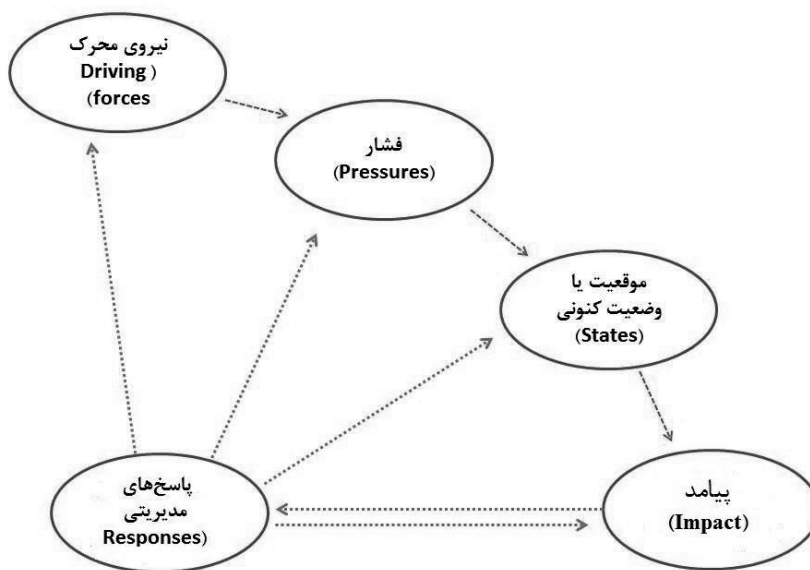 نیروی محرک
Driving )
(forces
فشار
(Pressures)
موقعیت یا
وضعیت کنونی
(States)
پیامد
(Impact)
پاسخ‌های
مدیریتی
Responses)